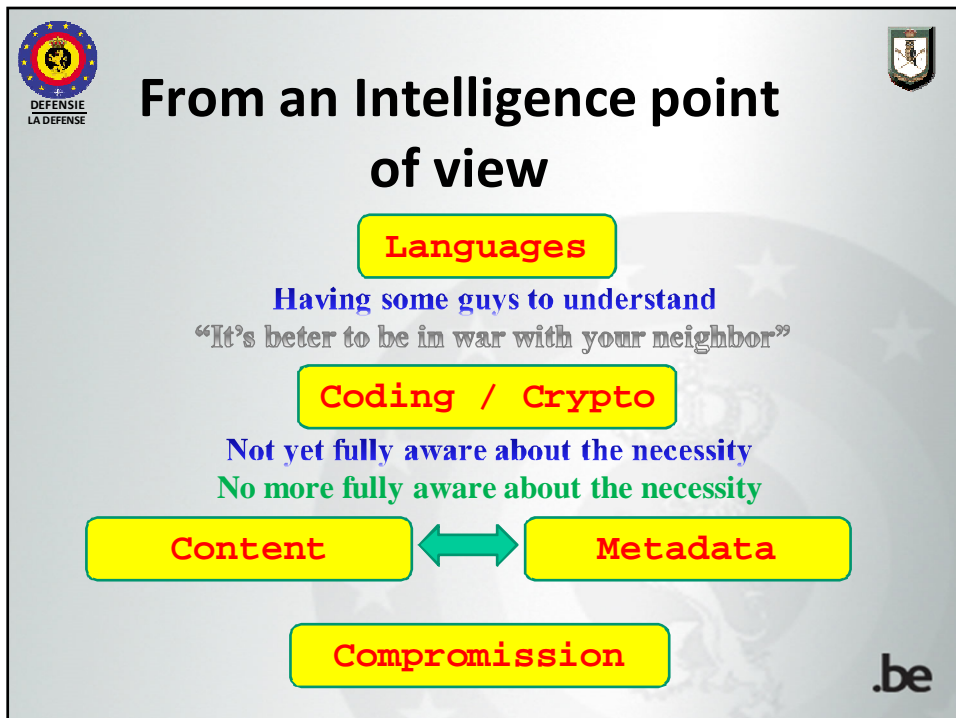 DEFENSIE
LA DEFENSE
From an Intelligence point
of view
Languages
Having some guys to understand
“It’s beter to be in war with your neighbor”
Coding / Crypto
Not yet fully aware about the necessity
No more fully aware about the necessity
Content
Metadata
Compromission
.be